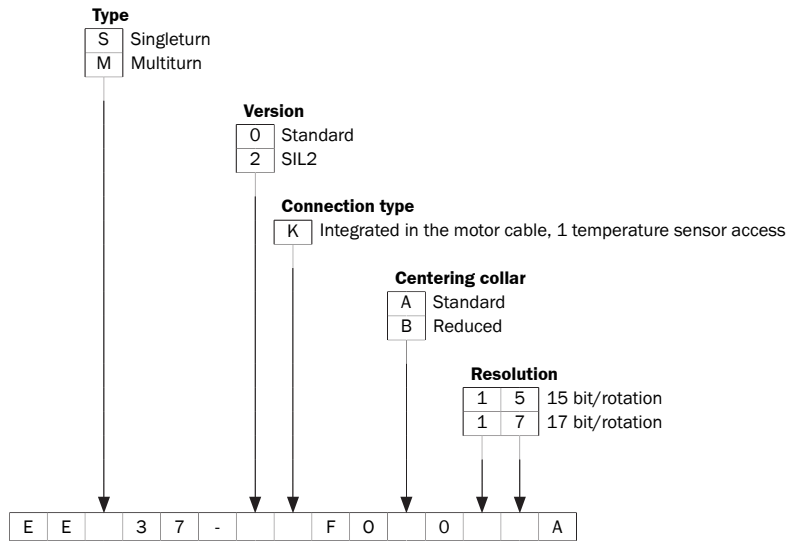 Type
S Singleturn
M Multiturn
Version
0 Standard
2 SIL2
Connection type
K Integrated in the motor cable, 1 temperature sensor access
Centering collar
A Standard
B Reduced
Resolution
1 5 15 bit/rotation
1 7 17 bit/rotation
E E 3 7 - F 0 0 A